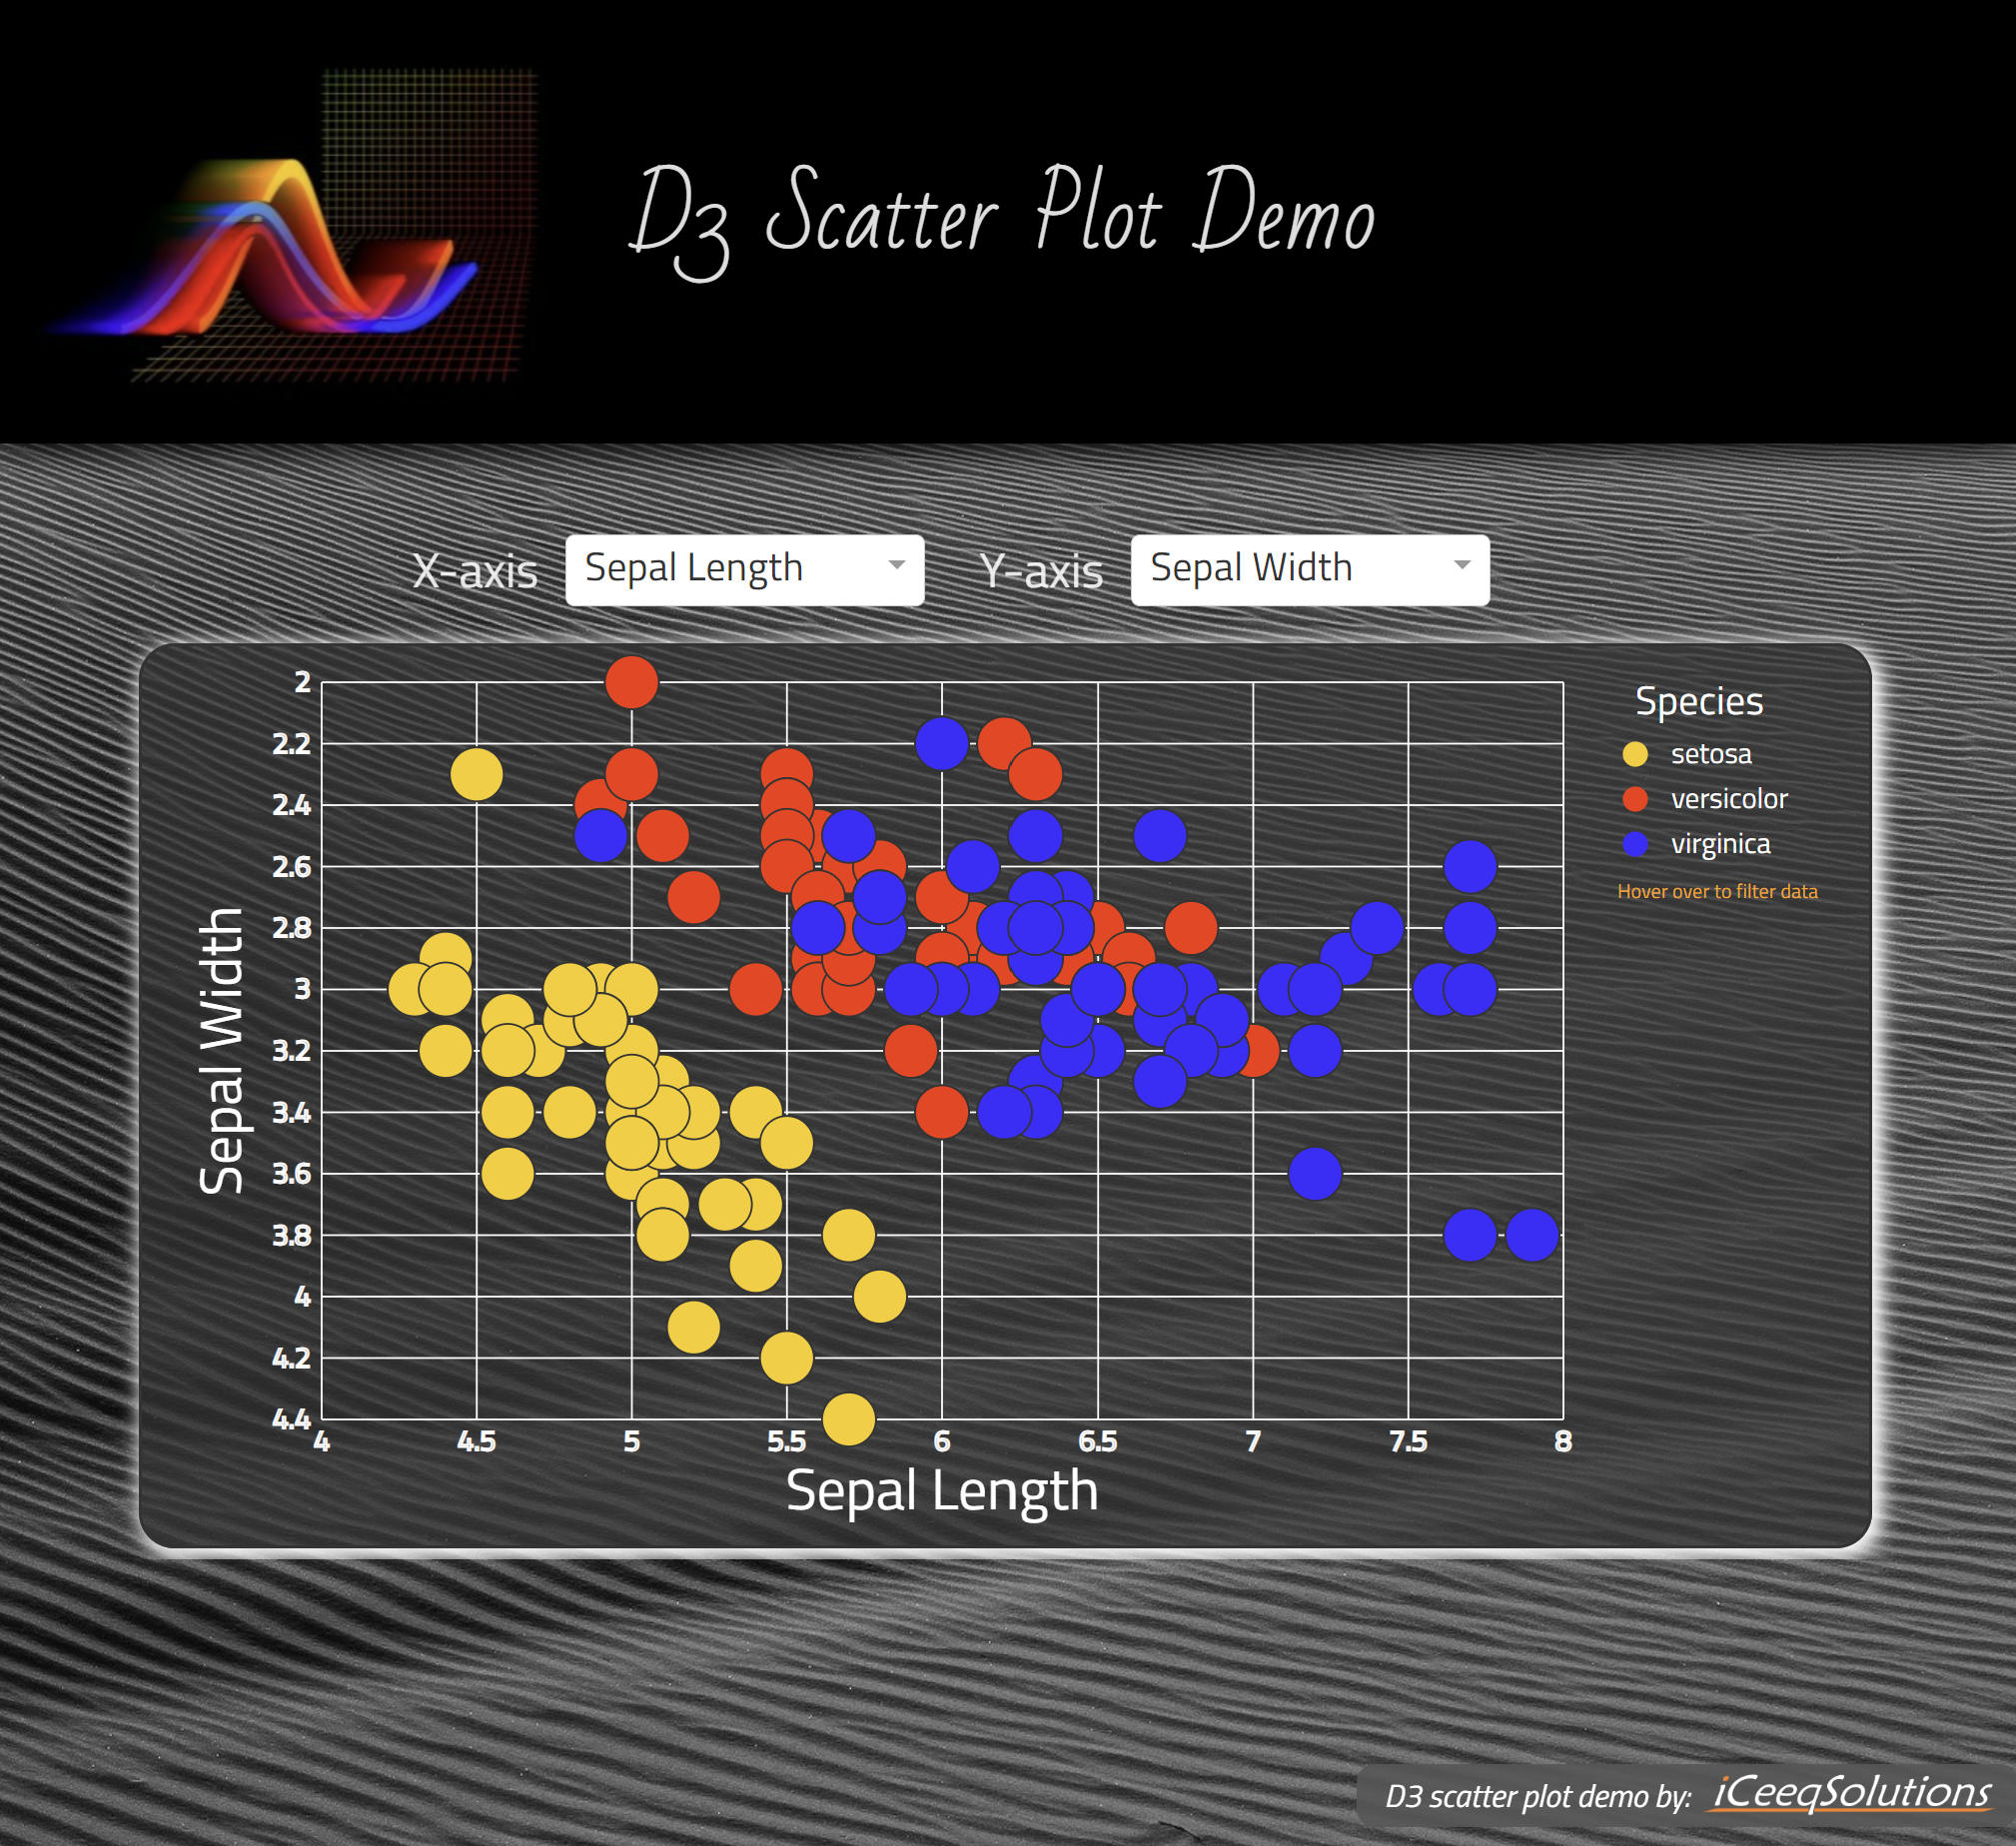 D3 Scatter Plot Demo
X-axis Sepal Length Y-axis Sepal Width
Species
setosa
versicolor
virginica
Hover over to filter data
Sepal Width
2
2.2
2.4
2.6
2.8
3
3.2
3.4
3.6
3.8
4
4.2
4.4
4 4.5 5 5.5 6 6.5 7 7.5 8
Sepal Length
D3 scatter plot demo by: iCeeqSolutions